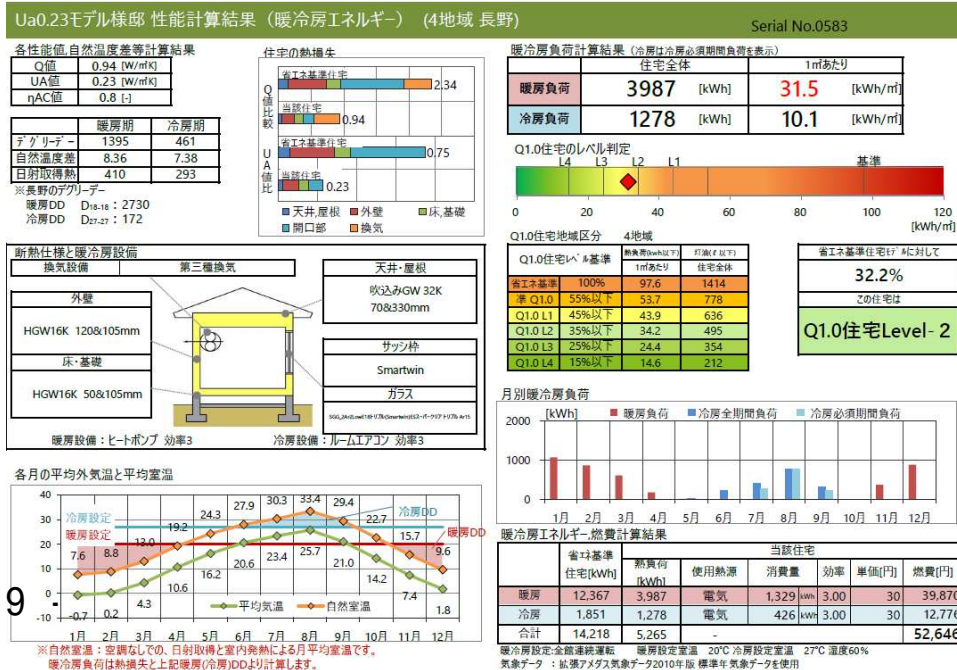 Ua0.23モデル様邸 性能計算結果（暖冷房エネルギー） (4地域 長野)
Serial No.0583
各性能値,自然温度差等計算結果
Q値 0.94 [W/㎡K]
UA値 0.23 [W/㎡K]
ηAC値 0.8 [-]
暖房期 冷房期
デグリーデー 1395 461
自然温度差 8.36 7.38
日射取得熱 410 293
※長野のデグリーデー
暖房DD D18-18：2730
冷房DD D27-27：172
住宅の熱損失
Q値比較
省エネ基準住宅
2.34
当該住宅
0.94
UA値比
省エネ基準住宅
0.75
当該住宅
0.23
天井,屋根 外壁 床,基礎
開口部 換気
暖冷房負荷計算結果（冷房は冷房必須期間負荷を表示）
住宅全体 1㎡あたり
暖房負荷 3987 [kWh] 31.5 [kWh/㎡]
冷房負荷 1278 [kWh] 10.1 [kWh/㎡]
Q1.0住宅のレベル判定
L4 L3 L2 L1 基準
0 20 40 60 80 100 120
[kWh/㎡]
Q1.0住宅地域区分 4地域
Q1.0住宅レベル基準 熱負荷(kwh以下) 灯油(ℓ以下)
1㎡あたり 住宅全体
省エネ基準 100% 97.6 1414
準 Q1.0 55%以下 53.7 778
Q1.0 L1 45%以下 43.9 636
Q1.0 L2 35%以下 34.2 495
Q1.0 L3 25%以下 24.4 354
Q1.0 L4 15%以下 14.6 212
省エネ基準住宅モデルに対して
32.2%
この住宅は
Q1.0住宅Level- 2
断熱仕様と暖冷房設備
換気設備 第三種換気
外壁
HGW16K 120&105mm
床・基礎
HGW16K 50&105mm
天井・屋根
吹込みGW 32K
70&330mm
サッシ枠
Smartwin
ガラス
暖房設備：ヒートポンプ 効率3 冷房設備：ルームエアコン 効率3
月別暖冷房負荷
[kWh] 暖房負荷 冷房全期間負荷 冷房必須期間負荷
2000
1000
0
1月 2月 3月 4月 5月 6月 7月 8月 9月 10月 11月 12月
各月の平均外気温と平均室温
40
30
20
10
0
-10
冷房設定
暖房設定
冷房DD
暖房DD
7.6 8.8 13.0 19.2 24.3 27.9 30.3 33.4 29.4 22.7 15.7 9.6
-0.7 0.2 4.3 10.6 16.2 20.6 23.4 25.7 21.0 14.2 7.4 1.8
平均気温 自然室温
1月 2月 3月 4月 5月 6月 7月 8月 9月 10月 11月 12月
9
※自然室温：空調なしでの、日射取得と室内発熱による月平均室温です。
暖冷房負荷は熱損失と上記暖房(冷房)DDより計算します。
暖冷房エネルギー,燃費計算結果
省エネ基準住宅[kWh] 当該住宅
熱負荷[kWh] 使用熱源 消費量 効率 単価[円] 燃費[円]
暖房 12,367 3,987 電気 1,329 kWh 3.00 30 39,870
冷房 1,851 1,278 電気 426 kWh 3.00 30 12,776
合計 14,218 5,265 - 52,646
暖冷房設定:全館連続運転 暖房設定室温 20℃ 冷房設定室温 27℃ 湿度60%
気象データ ：拡張アメダス気象データ2010年版 標準年気象データを使用